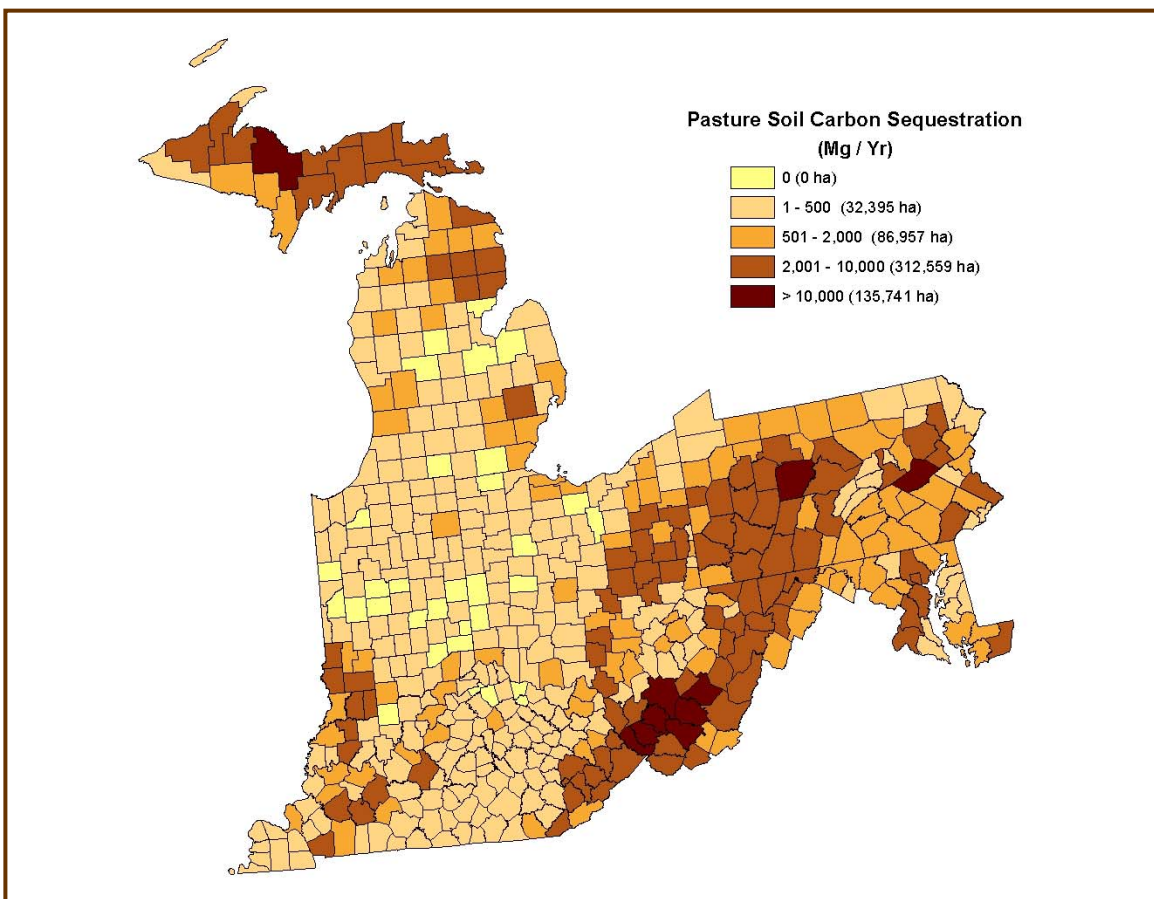 Pasture Soil Carbon Sequestration
(Mg / Yr)
0 (0 ha)
1 - 500 (32,395 ha)
501 - 2,000 (86,957 ha)
2,001 - 10,000 (312,559 ha)
> 10,000 (135,741 ha)